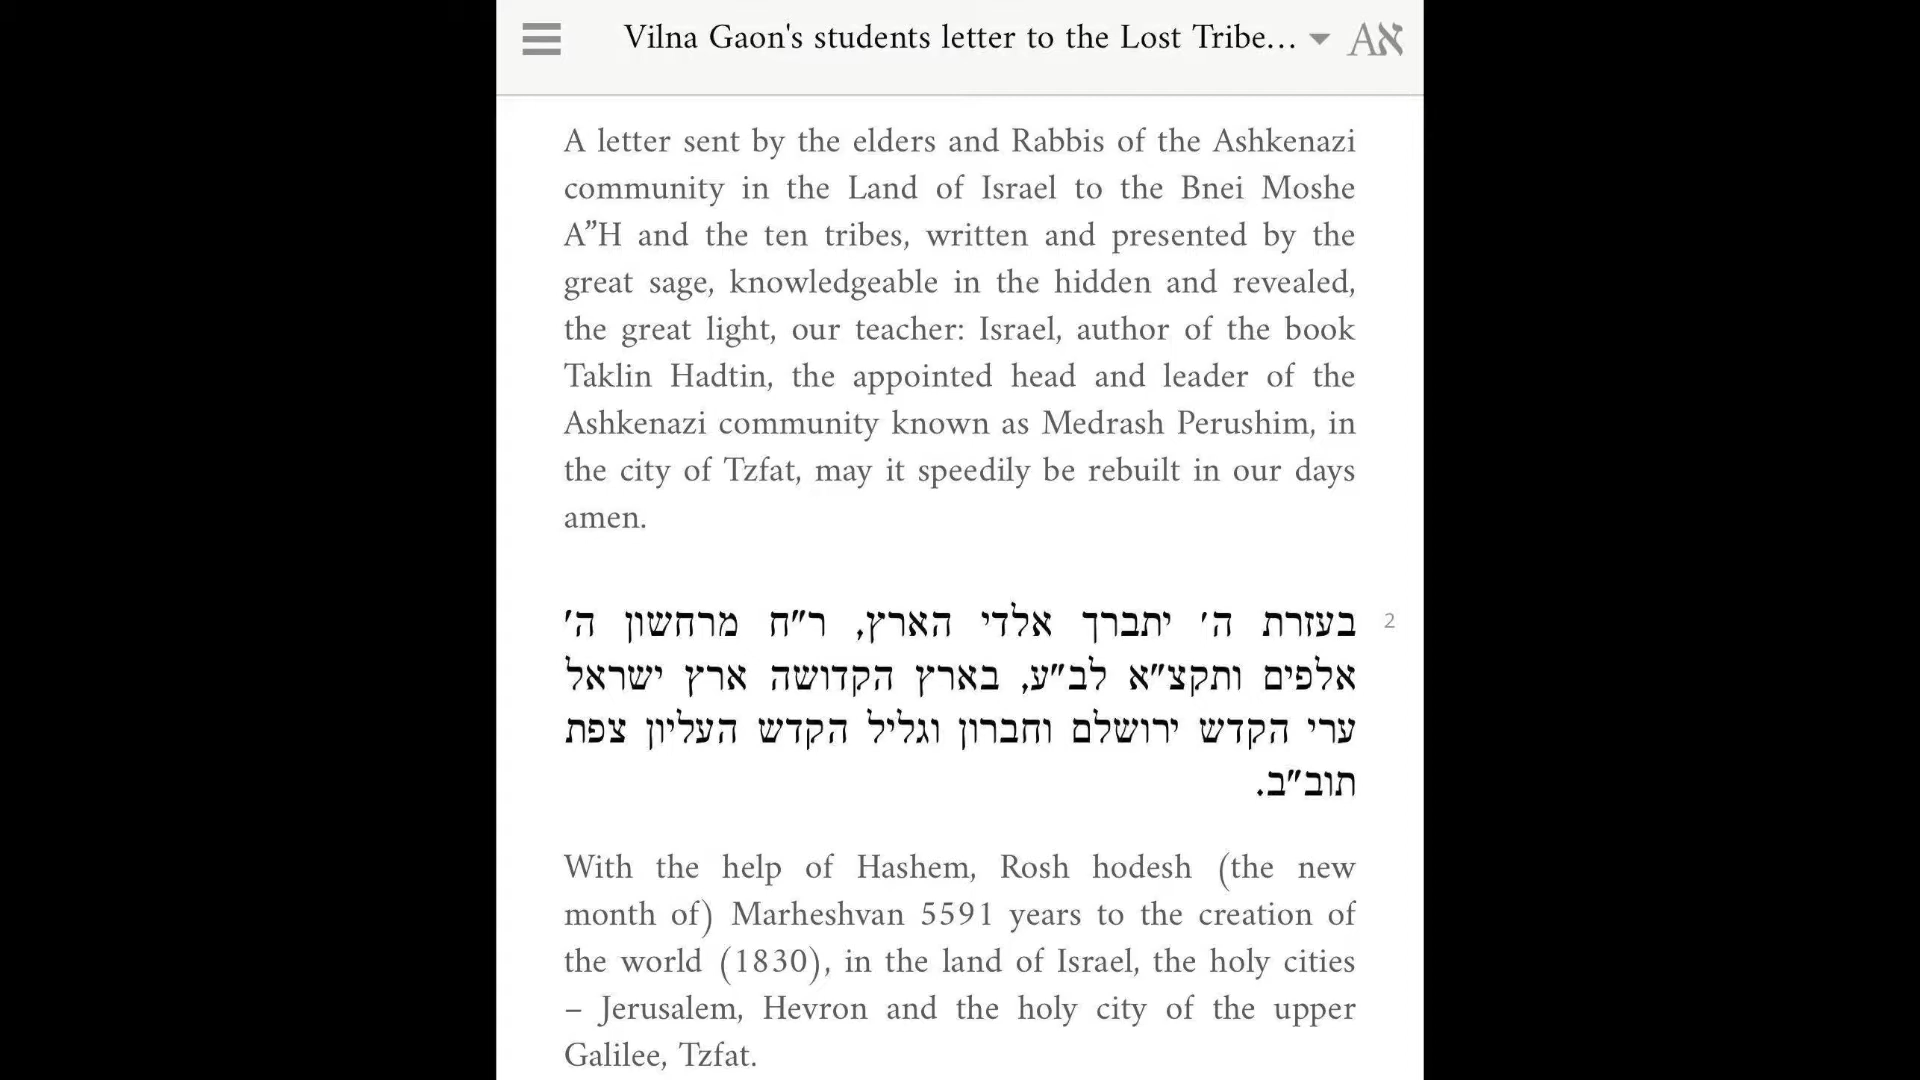 Vilna Gaon's students letter to the Lost Tribe...
Aא
A letter sent by the elders and Rabbis of the Ashkenazi
community in the Land of Israel to the Bnei Moshe
A”H and the ten tribes, written and presented by the
great sage, knowledgeable in the hidden and revealed,
the great light, our teacher: Israel, author of the book
Taklin Hadtin, the appointed head and leader of the
Ashkenazi community known as Medrash Perushim, in
the city of Tzfat, may it speedily be rebuilt in our days
amen.
2
בעזרת ה׳ יתברך אלדי הארץ, ר״ח מרחשון ה׳
אלפים ותקצ״א לב״ע, בארץ הקדושה ארץ ישראל
ערי הקדש ירושלם וחברון וגליל הקדש העליון צפת
תוב״ב.
With the help of Hashem, Rosh hodesh (the new
month of) Marheshvan 5591 years to the creation of
the world (1830), in the land of Israel, the holy cities
– Jerusalem, Hevron and the holy city of the upper
Galilee, Tzfat.